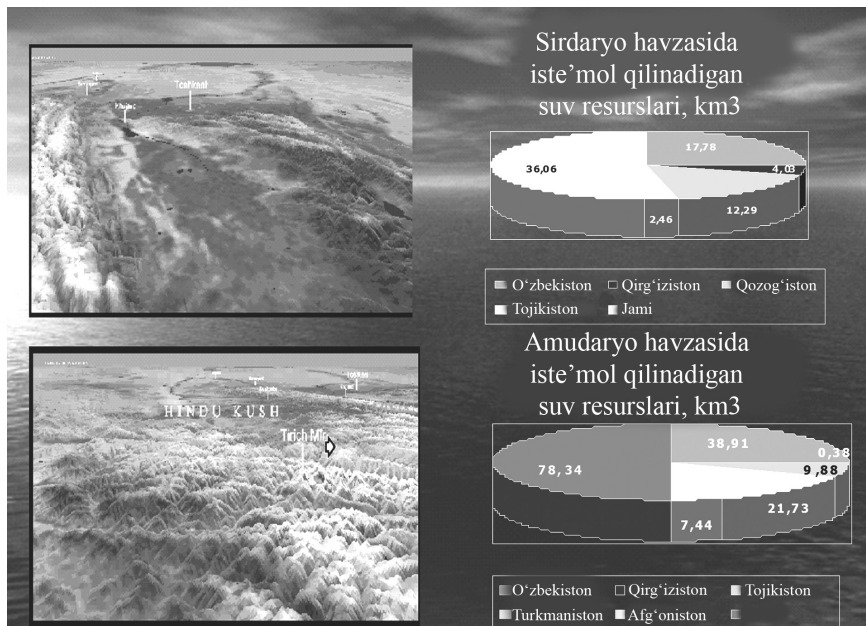 Sirdaryo havzasida
iste’mol qilinadigan
suv resurslari, km3
Tashkent
17,78
36,06
4,03
2,46
12,29
O‘zbekiston Qirg‘iziston Qozog‘iston
Tojikiston Jami
Amudaryo havzasida
iste’mol qilinadigan
suv resurslari, km3
HINDU KUSH
Tirich Mir
38,91
0,38
78,34
9,88
21,73
7,44
O‘zbekiston Qirg‘iziston Tojikiston
Turkmaniston Afg‘oniston